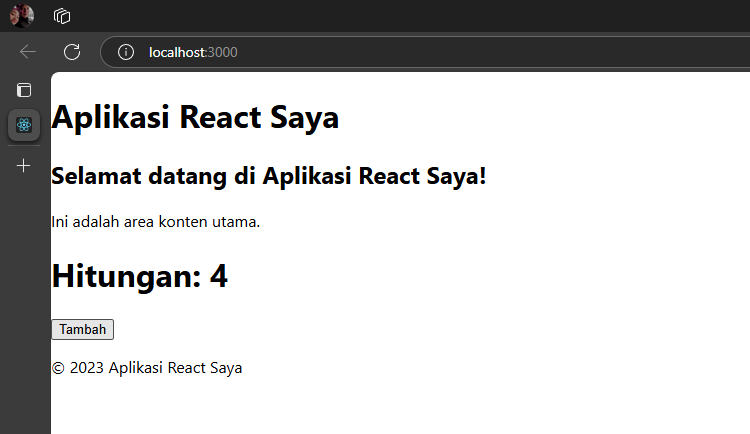 localhost:3000
Aplikasi React Saya
Selamat datang di Aplikasi React Saya!
Ini adalah area konten utama.
Hitungan: 4
Tambah
© 2023 Aplikasi React Saya